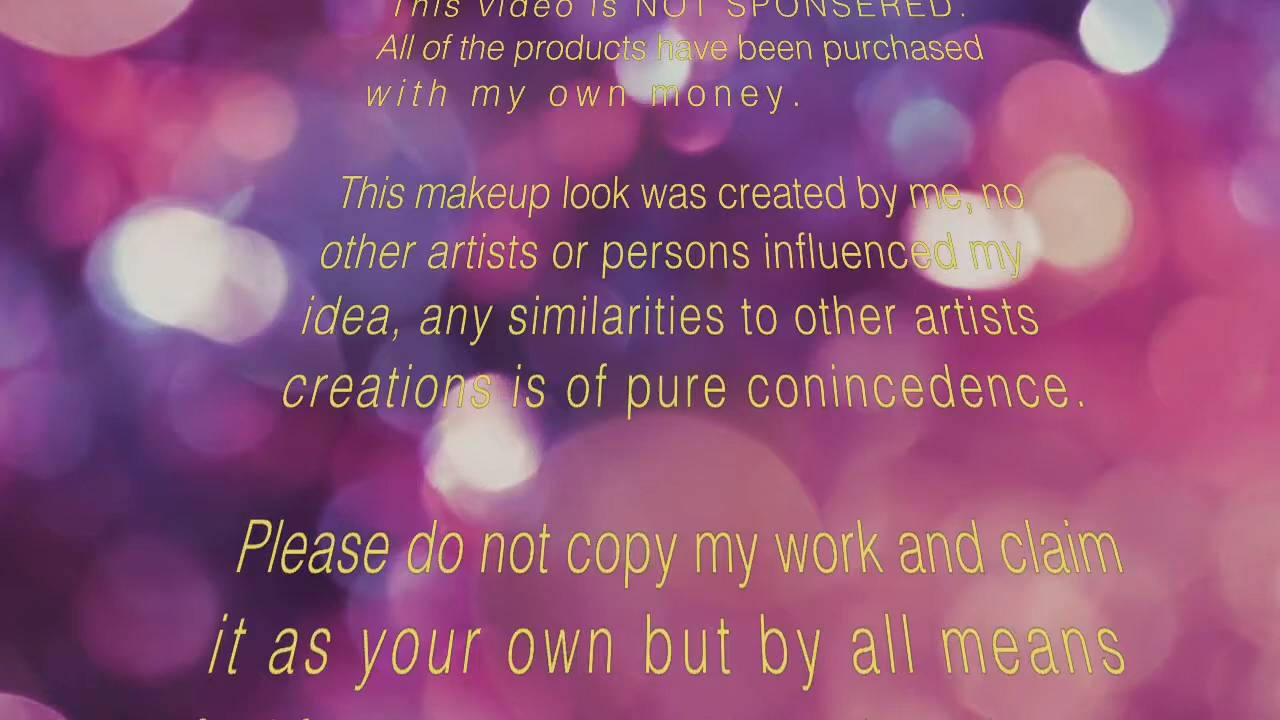 This video is NOT SPONSERED.
All of the products have been purchased
with my own money.
This makeup look was created by me, no
other artists or persons influenced my
idea, any similarities to other artists
creations is of pure conincedence.
Please do not copy my work and claim
it as your own but by all means